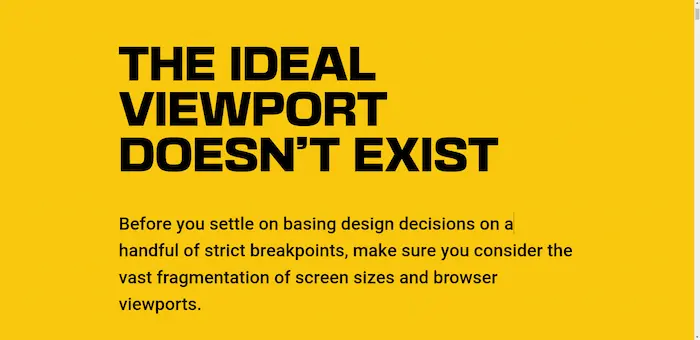 THE IDEAL
VIEWPORT
DOESN’T EXIST
Before you settle on basing design decisions on a
handful of strict breakpoints, make sure you consider the
vast fragmentation of screen sizes and browser
viewports.